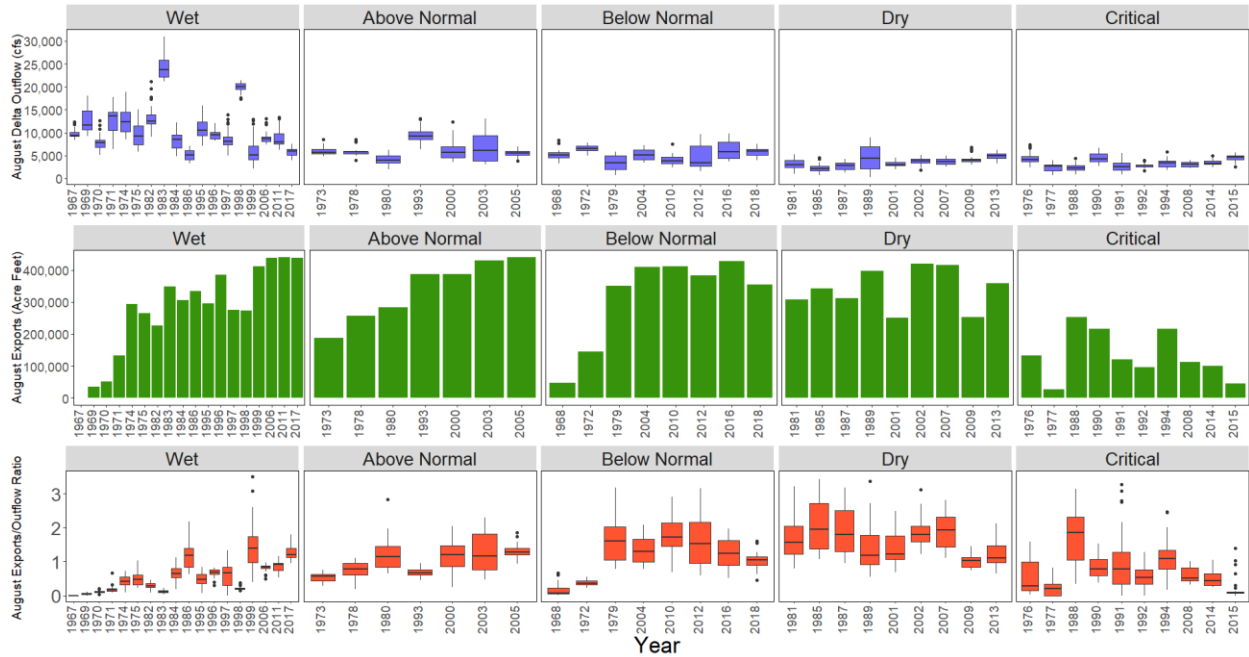 Wet Above Normal Below Normal Dry Critical
August Delta Outflow (cfs)
30,000
25,000
20,000
15,000
10,000
5,000
0
1967 1969 1970 1971 1974 1975 1982 1983 1984 1986 1995 1996 1997 1998 1999 2006 2011 2017 1973 1978 1980 1993 2000 2003 2005 1968 1972 1979 2004 2010 2012 2016 2018 1981 1985 1987 1989 2001 2002 2007 2009 2013 1976 1977 1988 1990 1991 1992 1994 2008 2014 2015
Wet Above Normal Below Normal Dry Critical
August Exports (Acre Feet)
400,000
300,000
200,000
100,000
0
1967 1969 1970 1971 1974 1975 1982 1983 1984 1986 1995 1996 1997 1998 1999 2006 2011 2017 1973 1978 1980 1993 2000 2003 2005 1968 1972 1979 2004 2010 2012 2016 2018 1981 1985 1987 1989 2001 2002 2007 2009 2013 1976 1977 1988 1990 1991 1992 1994 2008 2014 2015
Wet Above Normal Below Normal Dry Critical
August Exports/Outflow Ratio
3
2
1
0
1967 1969 1970 1971 1974 1975 1982 1983 1984 1986 1995 1996 1997 1998 1999 2006 2011 2017 1973 1978 1980 1993 2000 2003 2005 1968 1972 1979 2004 2010 2012 2016 2018 1981 1985 1987 1989 2001 2002 2007 2009 2013 1976 1977 1988 1990 1991 1992 1994 2008 2014 2015
Year